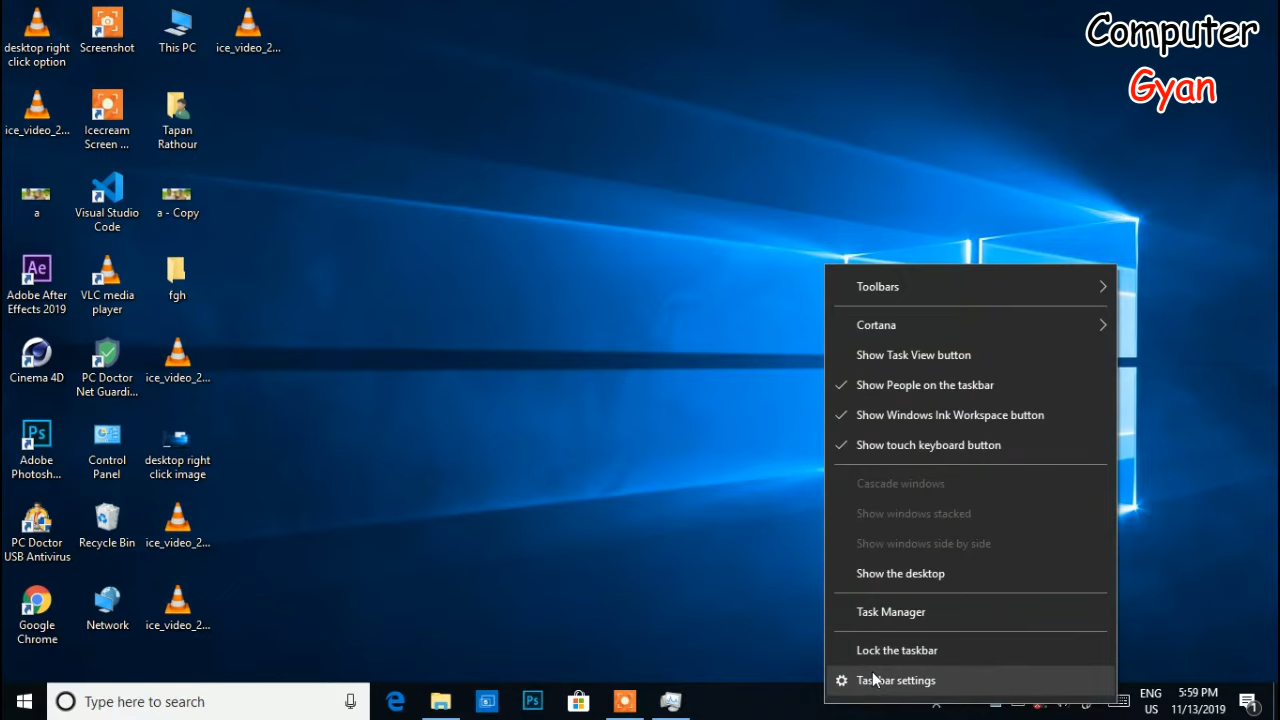 Computer
Gyan
desktop right
click option
Screenshot
This PC
ice_video_2...
ice_video_2...
Icecream
Screen ...
Tapan
Rathour
a
Visual Studio
Code
a - Copy
Adobe After
Effects 2019
VLC media
player
fgh
Cinema 4D
PC Doctor
Net Guardi...
ice_video_2...
Adobe
Photosh...
Control
Panel
desktop right
click image
PC Doctor
USB Antivirus
Recycle Bin
ice_video_2...
Google
Chrome
Network
ice_video_2...
Toolbars
Cortana
Show Task View button
Show People on the taskbar
Show Windows Ink Workspace button
Show touch keyboard button
Cascade windows
Show windows stacked
Show windows side by side
Show the desktop
Task Manager
Lock the taskbar
Taskbar settings
Type here to search
ENG
US
5:59 PM
11/13/2019
1